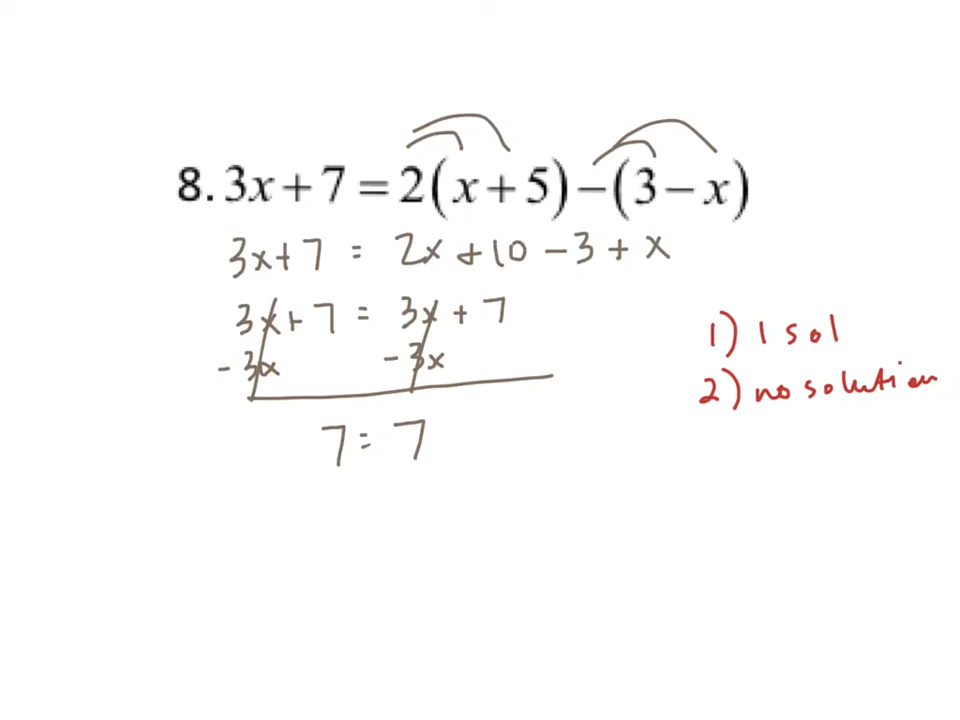 8. 3x + 7 = 2(x + 5) − (3 − x)
3x + 7 = 2x + 10 − 3 + x
3x + 7 = 3x + 7
− 3x − 3x
7 = 7
1) 1 sol
2) no solution